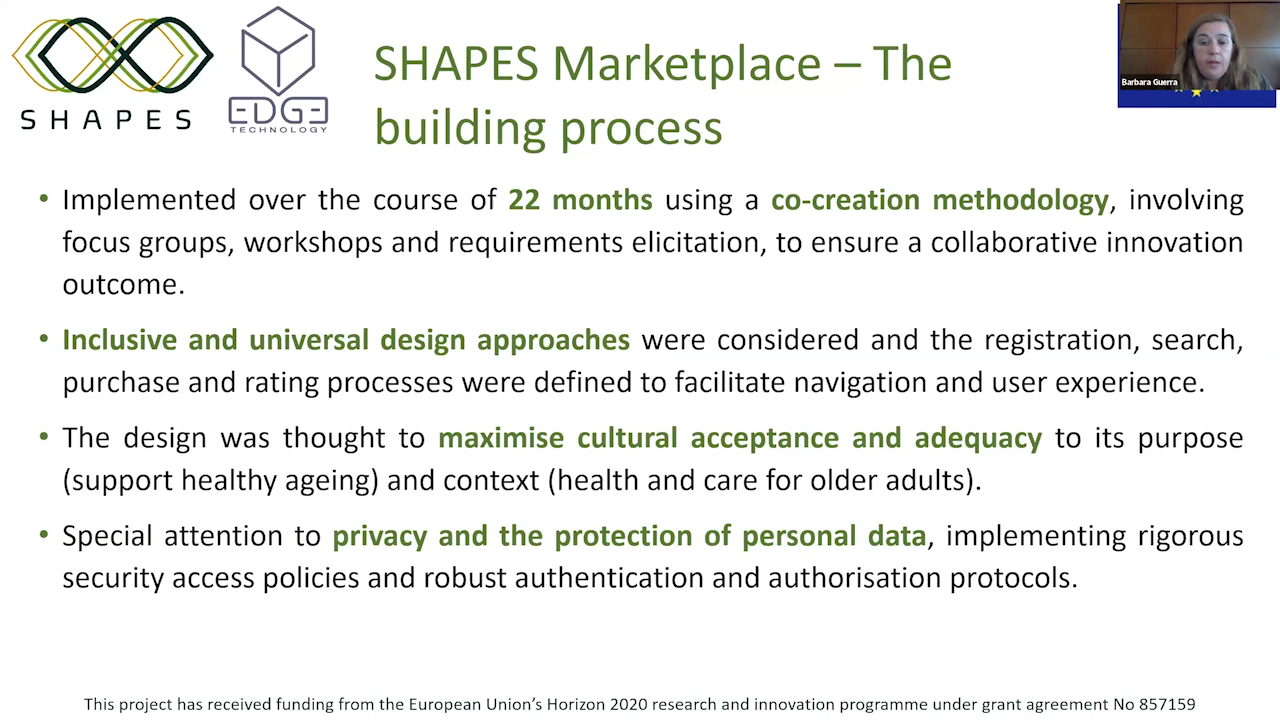 SHAPES
EDGE
TECHNOLOGY
SHAPES Marketplace – The
building process
Barbara Guerra
• Implemented over the course of 22 months using a co-creation methodology, involving
focus groups, workshops and requirements elicitation, to ensure a collaborative innovation
outcome.
• Inclusive and universal design approaches were considered and the registration, search,
purchase and rating processes were defined to facilitate navigation and user experience.
• The design was thought to maximise cultural acceptance and adequacy to its purpose
(support healthy ageing) and context (health and care for older adults).
• Special attention to privacy and the protection of personal data, implementing rigorous
security access policies and robust authentication and authorisation protocols.
This project has received funding from the European Union’s Horizon 2020 research and innovation programme under grant agreement No 857159